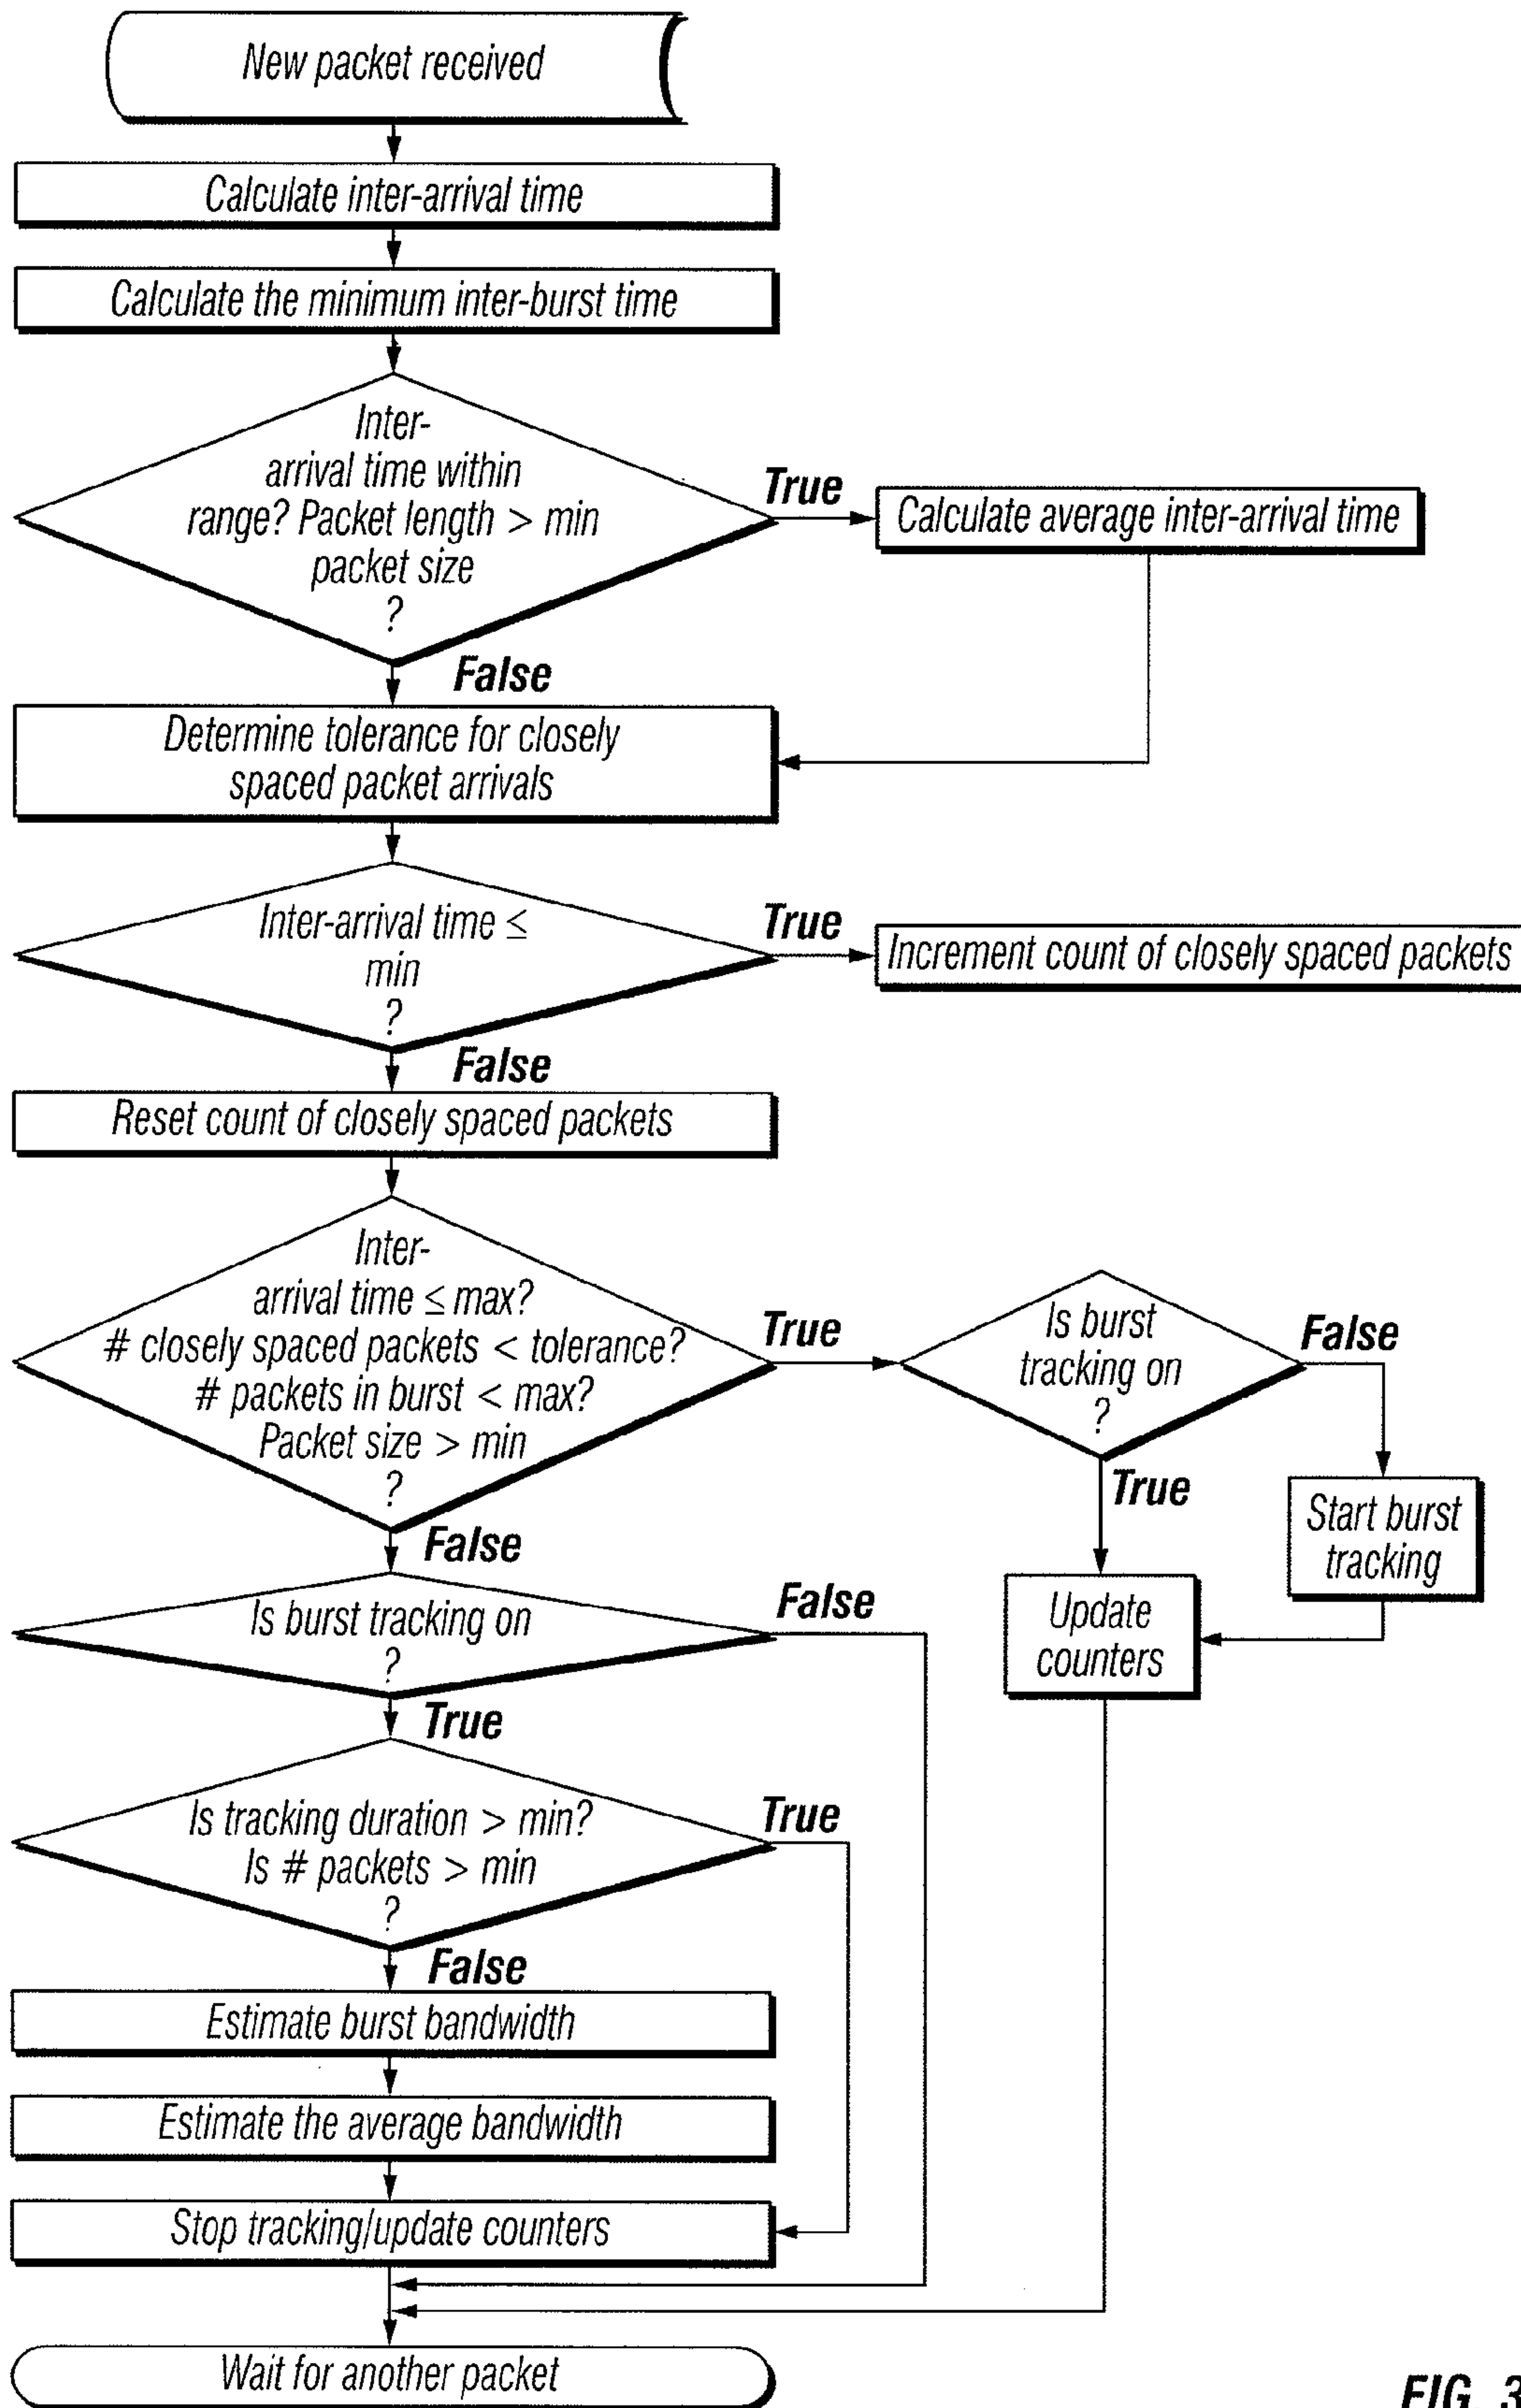 New packet received
Calculate inter-arrival time
Calculate the minimum inter-burst time
Inter-
arrival time within
range? Packet length > min
packet size
?
True
Calculate average inter-arrival time
False
Determine tolerance for closely
spaced packet arrivals
Inter-arrival time ≤
min
?
True
Increment count of closely spaced packets
False
Reset count of closely spaced packets
Inter-
arrival time ≤ max?
# closely spaced packets < tolerance?
# packets in burst < max?
Packet size > min
?
True
Is burst
tracking on
?
False
True
Start burst
tracking
Update
counters
False
Is burst tracking on
?
False
True
Is tracking duration > min?
Is # packets > min
?
True
False
Estimate burst bandwidth
Estimate the average bandwidth
Stop tracking/update counters
Wait for another packet
FIG. 3